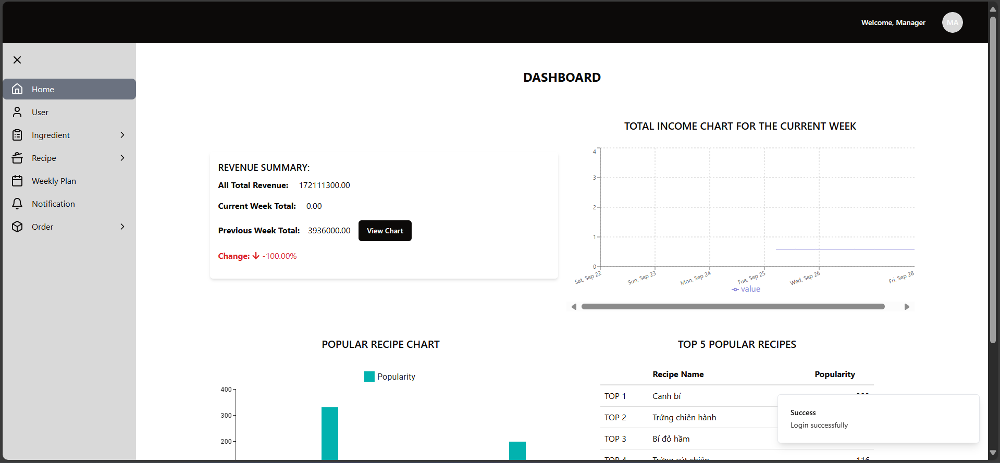 Welcome, Manager
MA
Home
User
Ingredient
Recipe
Weekly Plan
Notification
Order
DASHBOARD
REVENUE SUMMARY:
All Total Revenue: 172111300.00
Current Week Total: 0.00
Previous Week Total: 3936000.00 View Chart
Change: -100.00%
TOTAL INCOME CHART FOR THE CURRENT WEEK
4
3
2
1
0
Sat, Sep 22 Sun, Sep 23 Mon, Sep 24 Tue, Sep 25 Wed, Sep 26 Fri, Sep 28
value
POPULAR RECIPE CHART
Popularity
400
300
200
TOP 5 POPULAR RECIPES
Recipe Name Popularity
TOP 1 Canh bí
TOP 2 Trứng chiên hành
TOP 3 Bí đỏ hầm
TOP 4 Trứng cút chiên 116
Success
Login successfully